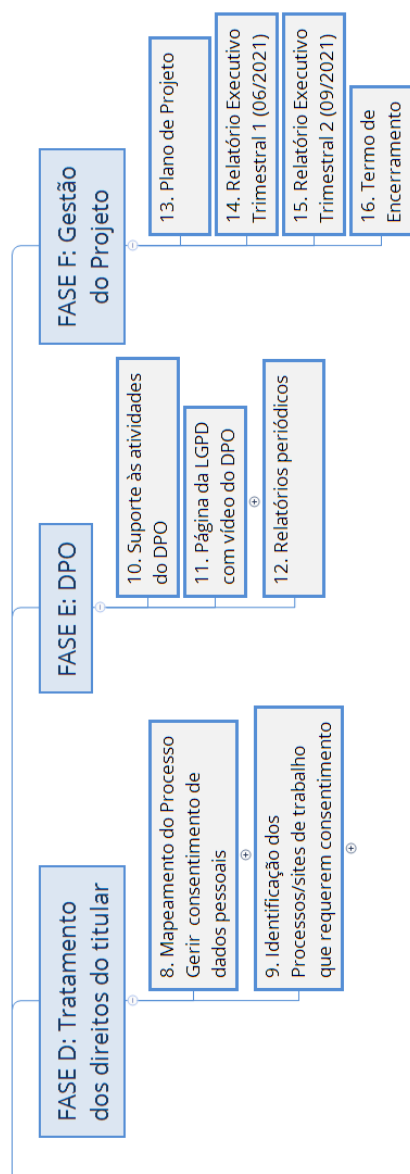 FASE D: Tratamento
dos direitos do titular
8. Mapeamento do Processo
Gerir consentimento de
dados pessoais
9. Identificação dos
Processos/sites de trabalho
que requerem consentimento
FASE E: DPO
10. Suporte às atividades
do DPO
11. Página da LGPD
com vídeo do DPO
12. Relatórios periódicos
FASE F: Gestão
do Projeto
13. Plano de Projeto
14. Relatório Executivo
Trimestral 1 (06/2021)
15. Relatório Executivo
Trimestral 2 (09/2021)
16. Termo de
Encerramento